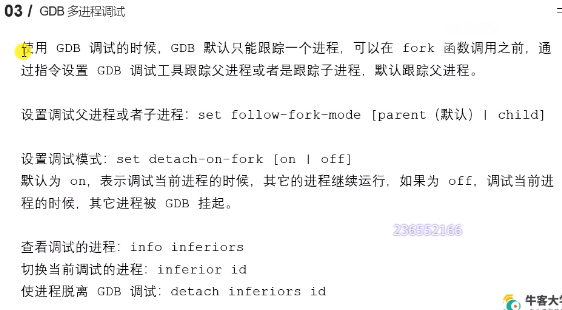 03 / GDB 多进程调试
使用 GDB 调试的时候，GDB 默认只能跟踪一个进程，可以在 fork 函数调用之前，通
过指令设置 GDB 调试工具跟踪父进程或者是跟踪子进程，默认跟踪父进程。
设置调试父进程或者子进程：set follow-fork-mode [parent（默认）| child]
设置调试模式：set detach-on-fork [on | off]
默认为 on，表示调试当前进程的时候，其它的进程继续运行，如果为 off，调试当前进
程的时候，其它进程被 GDB 挂起。
查看调试的进程：info inferiors
切换当前调试的进程：inferior id
使进程脱离 GDB 调试：detach inferiors id
236552166
牛客大学